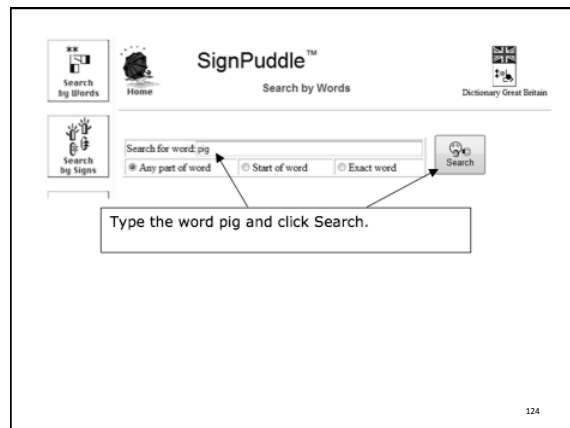 SignPuddle™
Search by Words
Search
by Words
Home
Dictionary Great Britain
Search
by Signs
Search for word: pig
Any part of word
Start of word
Exact word
Search
Type the word pig and click Search.
124